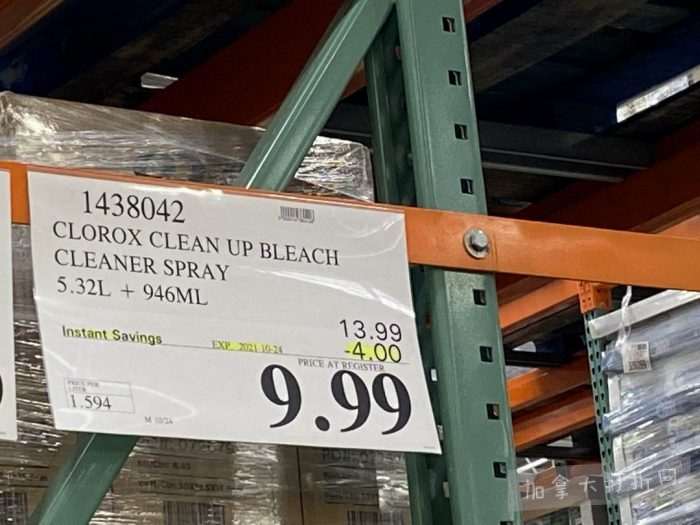 1438042
CLOROX CLEAN UP BLEACH
CLEANER SPRAY
5.32L + 946ML
13.99
Instant Savings EXP. 2021 10-24 -4.00
PRICE AT REGISTER
9.99
PRICE PER
LITER
1.594
M 10/24
加拿大打折网